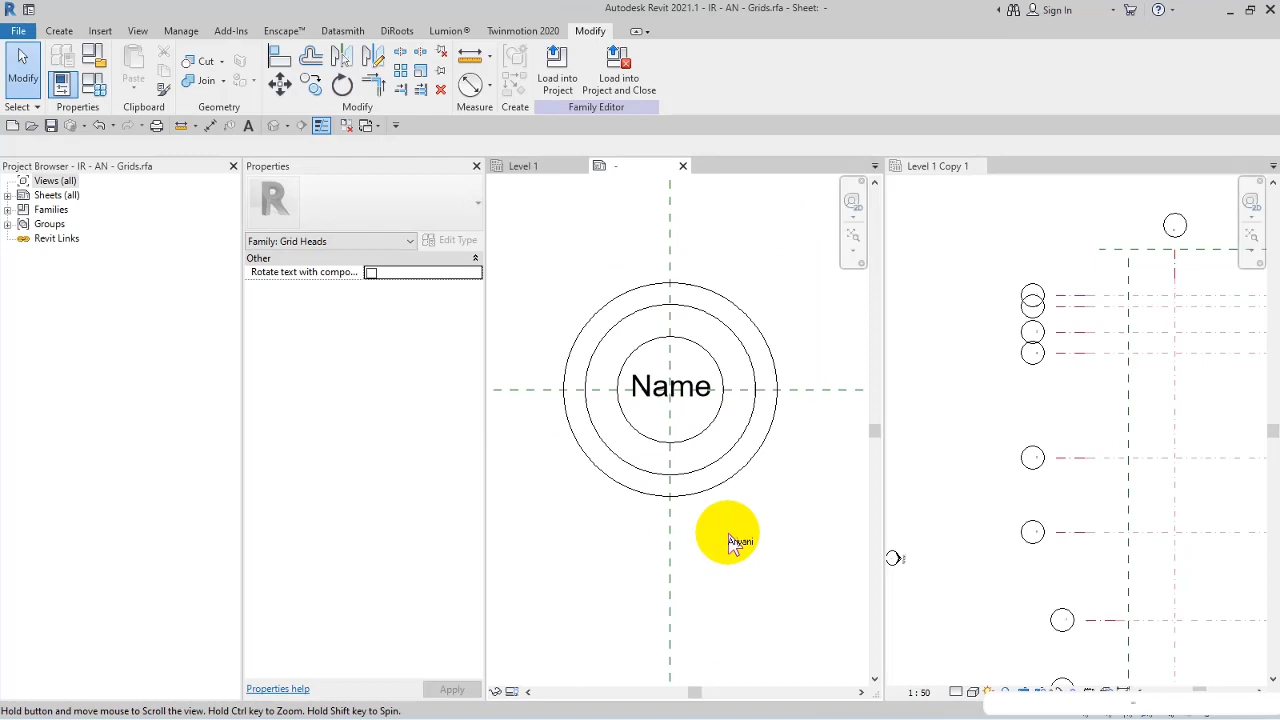 Autodesk Revit 2021.1 - IR - AN - Grids.rfa - Sheet: -
Sign In
File Create Insert View Manage Add-Ins Enscape™ Datasmith DiRoots Lumion® Twinmotion 2020 Modify
Modify
Paste
Cut
Join
Load into
Project
Load into
Project and Close
Select Properties Clipboard Geometry Modify Measure Create Family Editor
Project Browser - IR - AN - Grids.rfa
Properties
Level 1
-
Level 1 Copy 1
Views (all)
Sheets (all)
Families
Groups
Revit Links
Family: Grid Heads
Edit Type
Other
Rotate text with compo...
2D
2D
Name
Properties help
Apply
1 : 50
Hold button and move mouse to Scroll the view. Hold Ctrl key to Zoom. Hold Shift key to Spin.